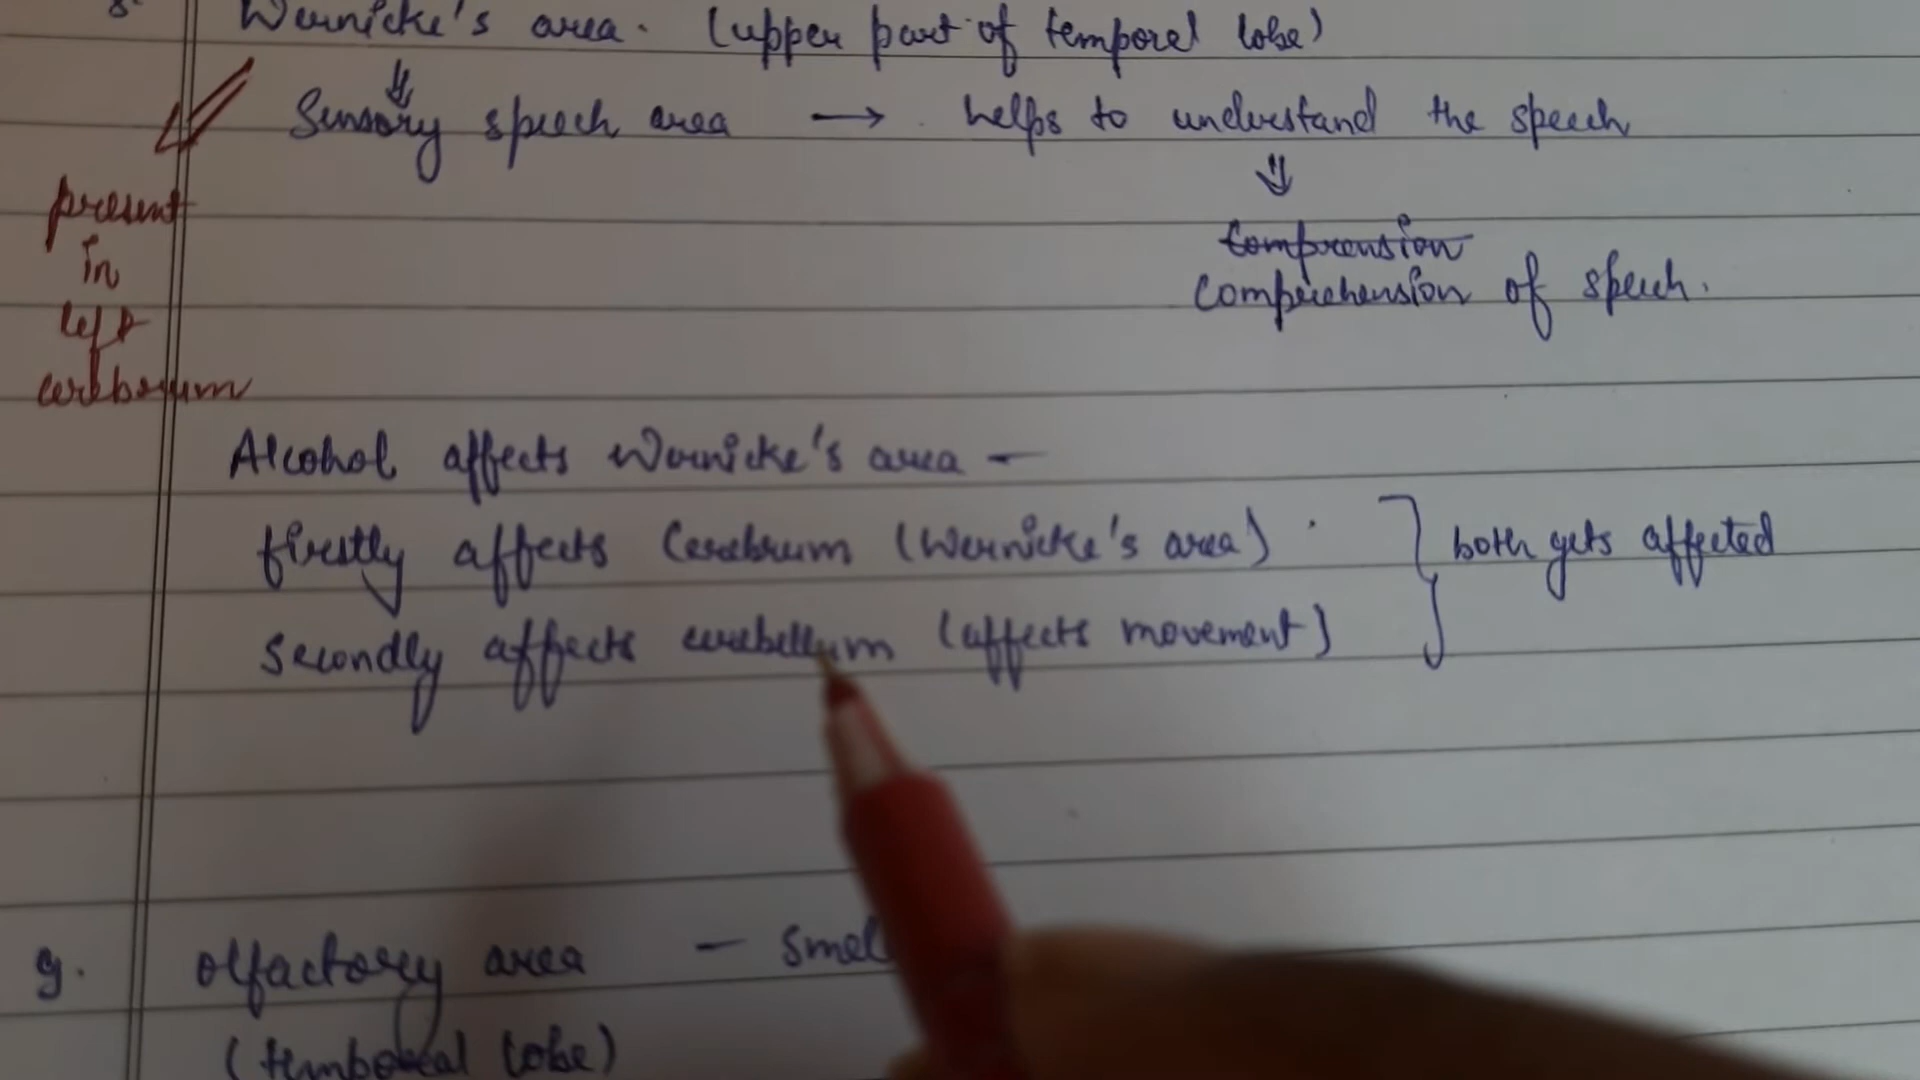 8. Wernicke's area. (upper part of temporal lobe)
Sensory speech area → helps to understand the speech
present
in
left
cerebrum
Comprension
Comprehension of speech.
Alcohol affects Wernicke's area –
firstly affects Cerebrum (Wernicke's area) .
both gets affected
Secondly affects cerebellum (affects movement)
9. Olfactory area – smel
(temporal lobe)